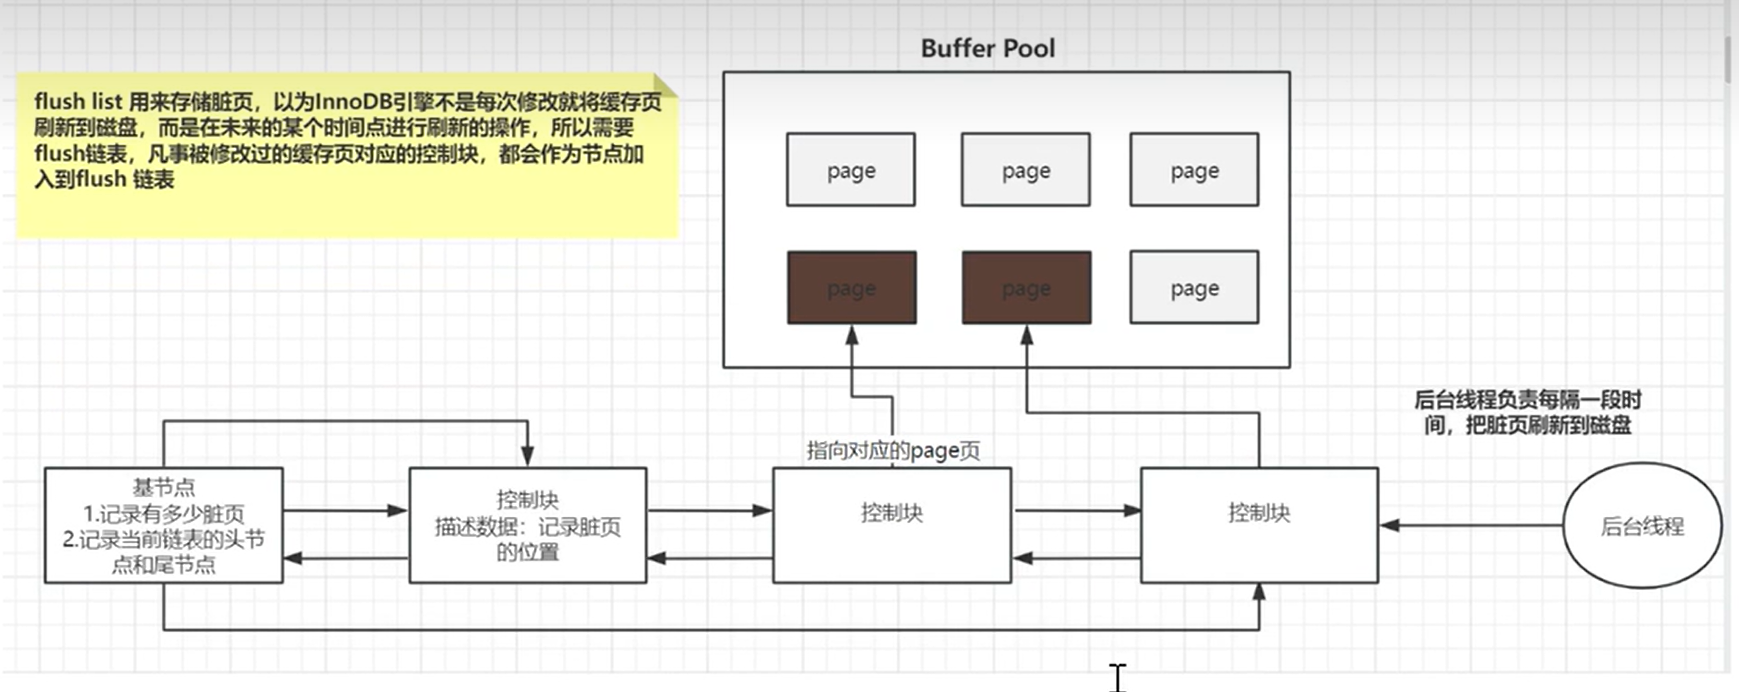 Buffer Pool
flush list 用来存储脏页，以为InnoDB引擎不是每次修改就将缓存页
刷新到磁盘，而是在未来的某个时间点进行刷新的操作，所以需要
flush链表，凡事被修改过的缓存页对应的控制块，都会作为节点加
入到flush 链表
page
page
page
page
page
page
后台线程负责每隔一段时
间，把脏页刷新到磁盘
指向对应的page页
基节点
1.记录有多少脏页
2.记录当前链表的头节
点和尾节点
控制块
描述数据：记录脏页
的位置
控制块
控制块
后台线程